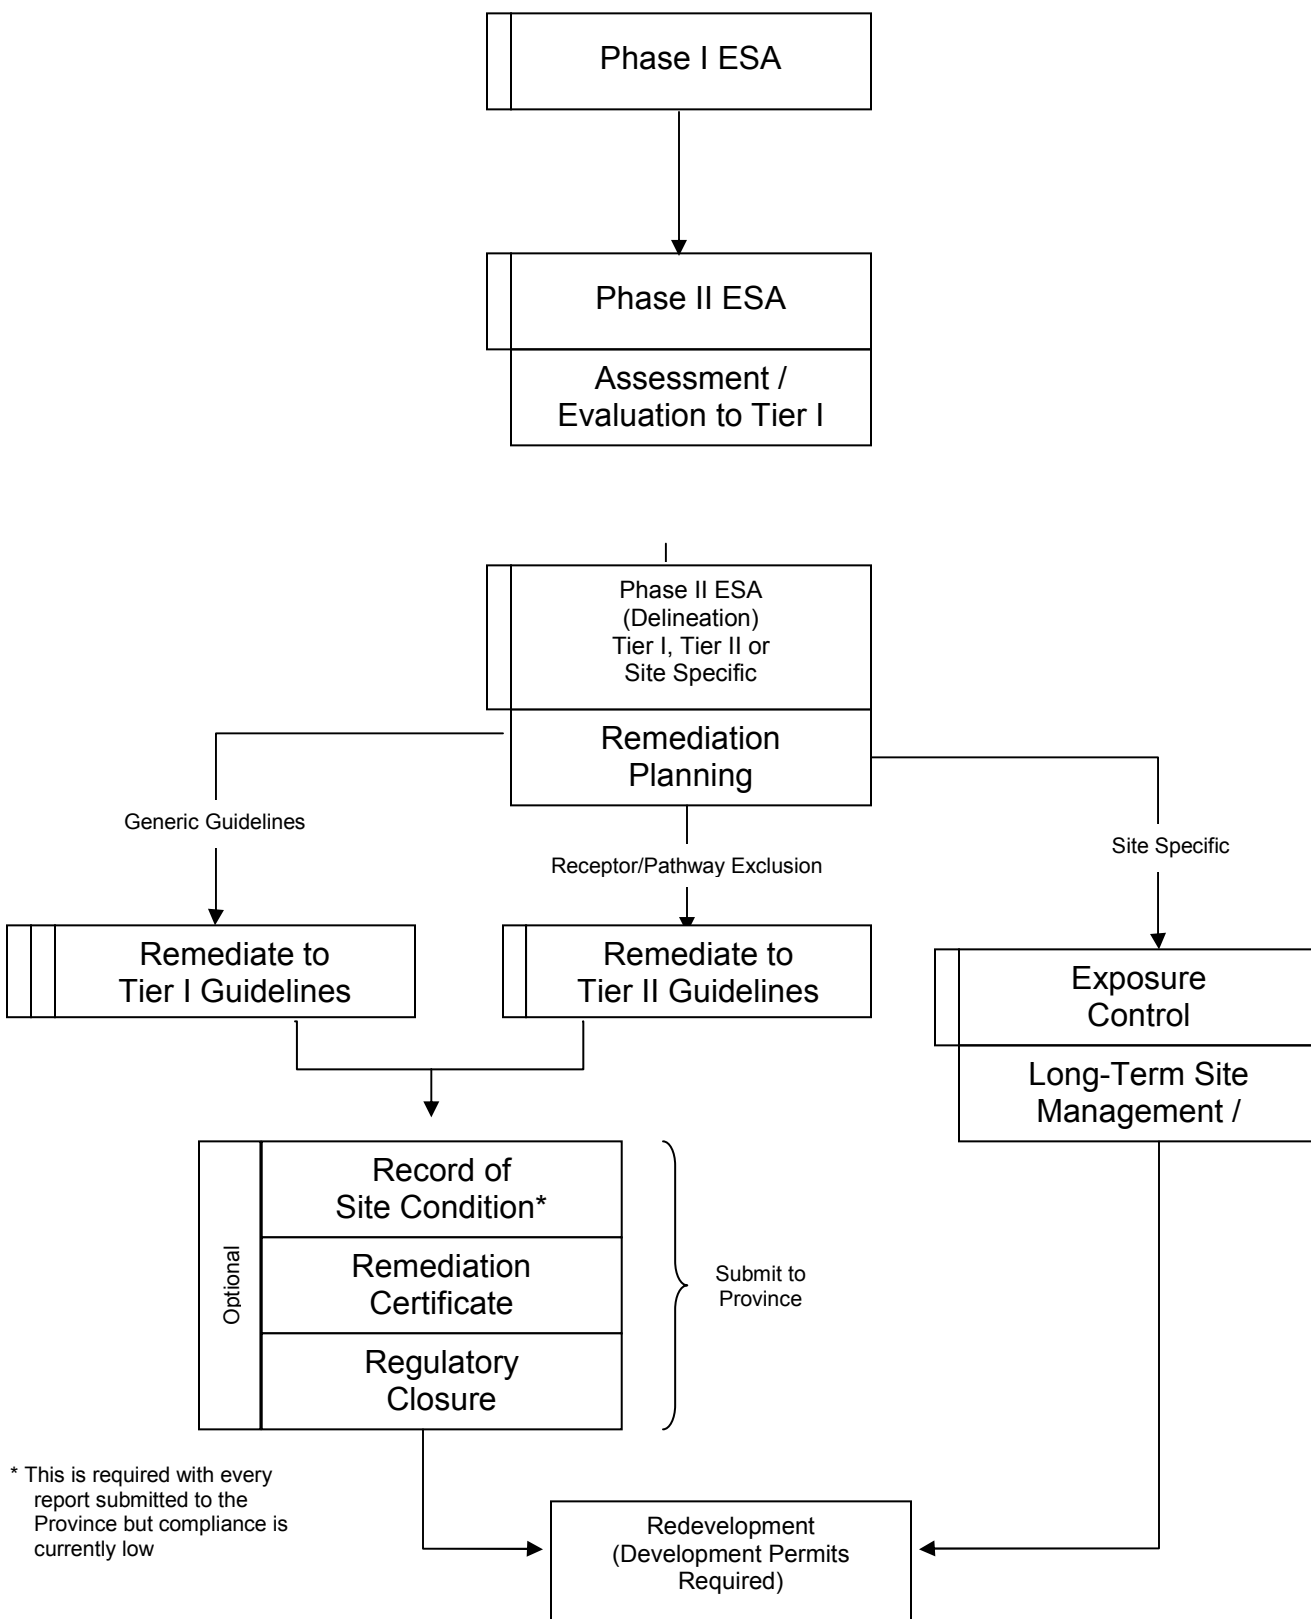 Phase I ESA
Phase II ESA
Assessment /
Evaluation to Tier I
Phase II ESA
(Delineation)
Tier I, Tier II or
Site Specific
Remediation
Planning
Generic Guidelines
Receptor/Pathway Exclusion
Site Specific
Remediate to
Tier I Guidelines
Remediate to
Tier II Guidelines
Exposure
Control
Long-Term Site
Management /
Optional
Record of
Site Condition*
Remediation
Certificate
Regulatory
Closure
Submit to
Province
* This is required with every
report submitted to the
Province but compliance is
currently low
Redevelopment
(Development Permits
Required)